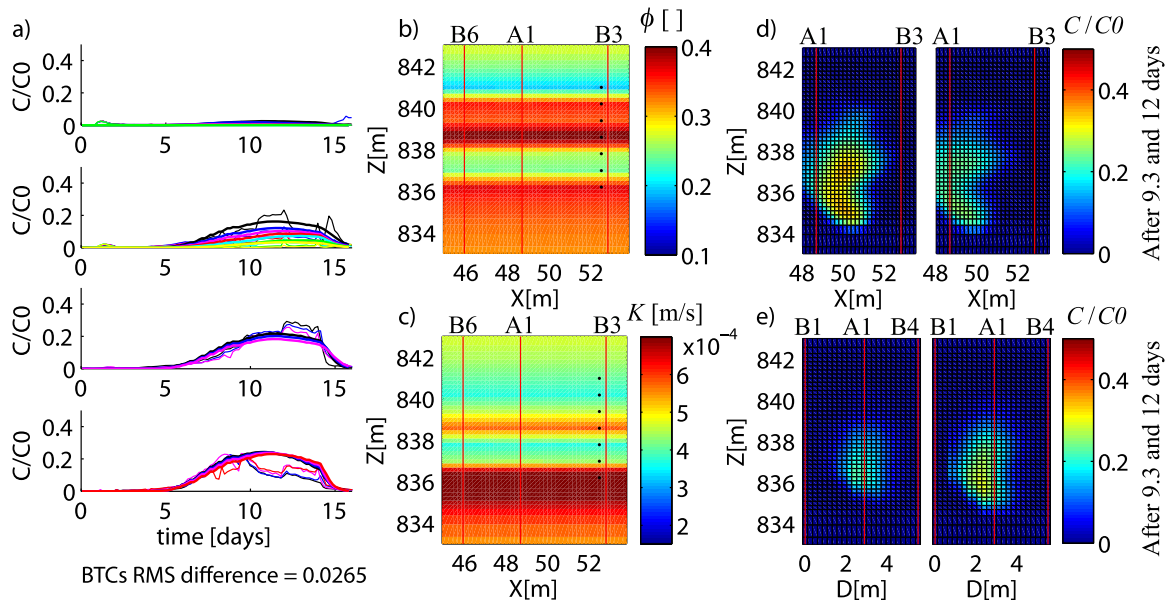 a)
C/C0
0.4
0.2
0
0 5 10 15
C/C0
0.4
0.2
0
0 5 10 15
C/C0
0.4
0.2
0
0 5 10 15
C/C0
0.4
0.2
0
0 5 10 15
time [days]
BTCs RMS difference = 0.0265
b)
ϕ [ ]
B6 A1 B3
Z[m]
842
840
838
836
834
46 48 50 52
X[m]
0.4
0.3
0.2
0.1
c)
K [m/s]
B6 A1 B3
x10⁻⁴
Z[m]
842
840
838
836
834
46 48 50 52
X[m]
6
5
4
3
2
d)
C/C0
A1 B3 A1 B3
Z[m]
842
840
838
836
834
48 50 52 48 50 52
X[m] X[m]
0.4
0.2
0
After 9.3 and 12 days
e)
C/C0
B1 A1 B4 B1 A1 B4
Z[m]
842
840
838
836
834
0 2 4 0 2 4
D[m] D[m]
0.4
0.2
0
After 9.3 and 12 days